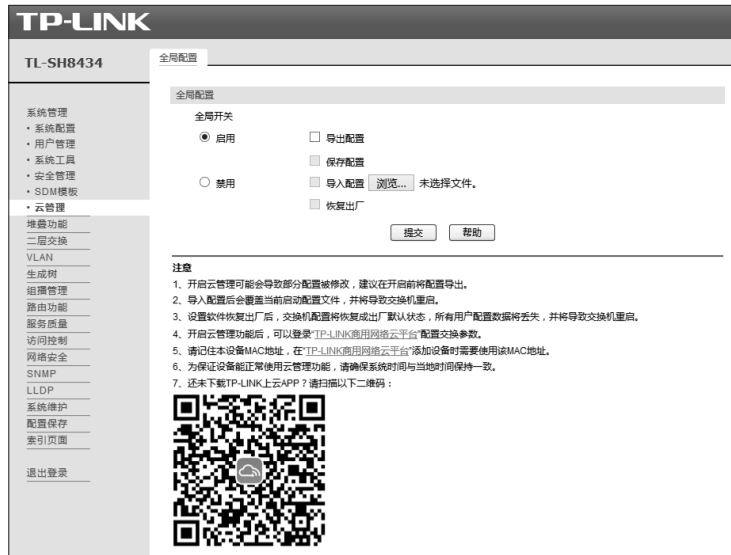 TP-LINK
TL-SH8434
全局配置
系统管理
• 系统配置
• 用户管理
• 系统工具
• 安全管理
• SDM模板
• 云管理
堆叠功能
二层交换
VLAN
生成树
组播管理
路由功能
服务质量
访问控制
网络安全
SNMP
LLDP
系统维护
配置保存
索引页面
退出登录
全局配置
全局开关
启用 导出配置
保存配置
禁用 导入配置 浏览... 未选择文件。
恢复出厂
提交 帮助
注意
1、开启云管理可能会导致部分配置被修改，建议在开启前将配置导出。
2、导入配置后会覆盖当前启动配置文件，并将导致交换机重启。
3、设置软件恢复出厂后，交换机配置将恢复成出厂默认状态，所有用户配置数据将丢失，并将导致交换机重启。
4、开启云管理功能后，可以登录“TP-LINK商用网络云平台”配置交换参数。
5、请记住本设备MAC地址，在“TP-LINK商用网络云平台”添加设备时需要使用该MAC地址。
6、为保证设备能正常使用云管理功能，请确保系统时间与当地时间保持一致。
7、还未下载TP-LINK上云APP？请扫描以下二维码：